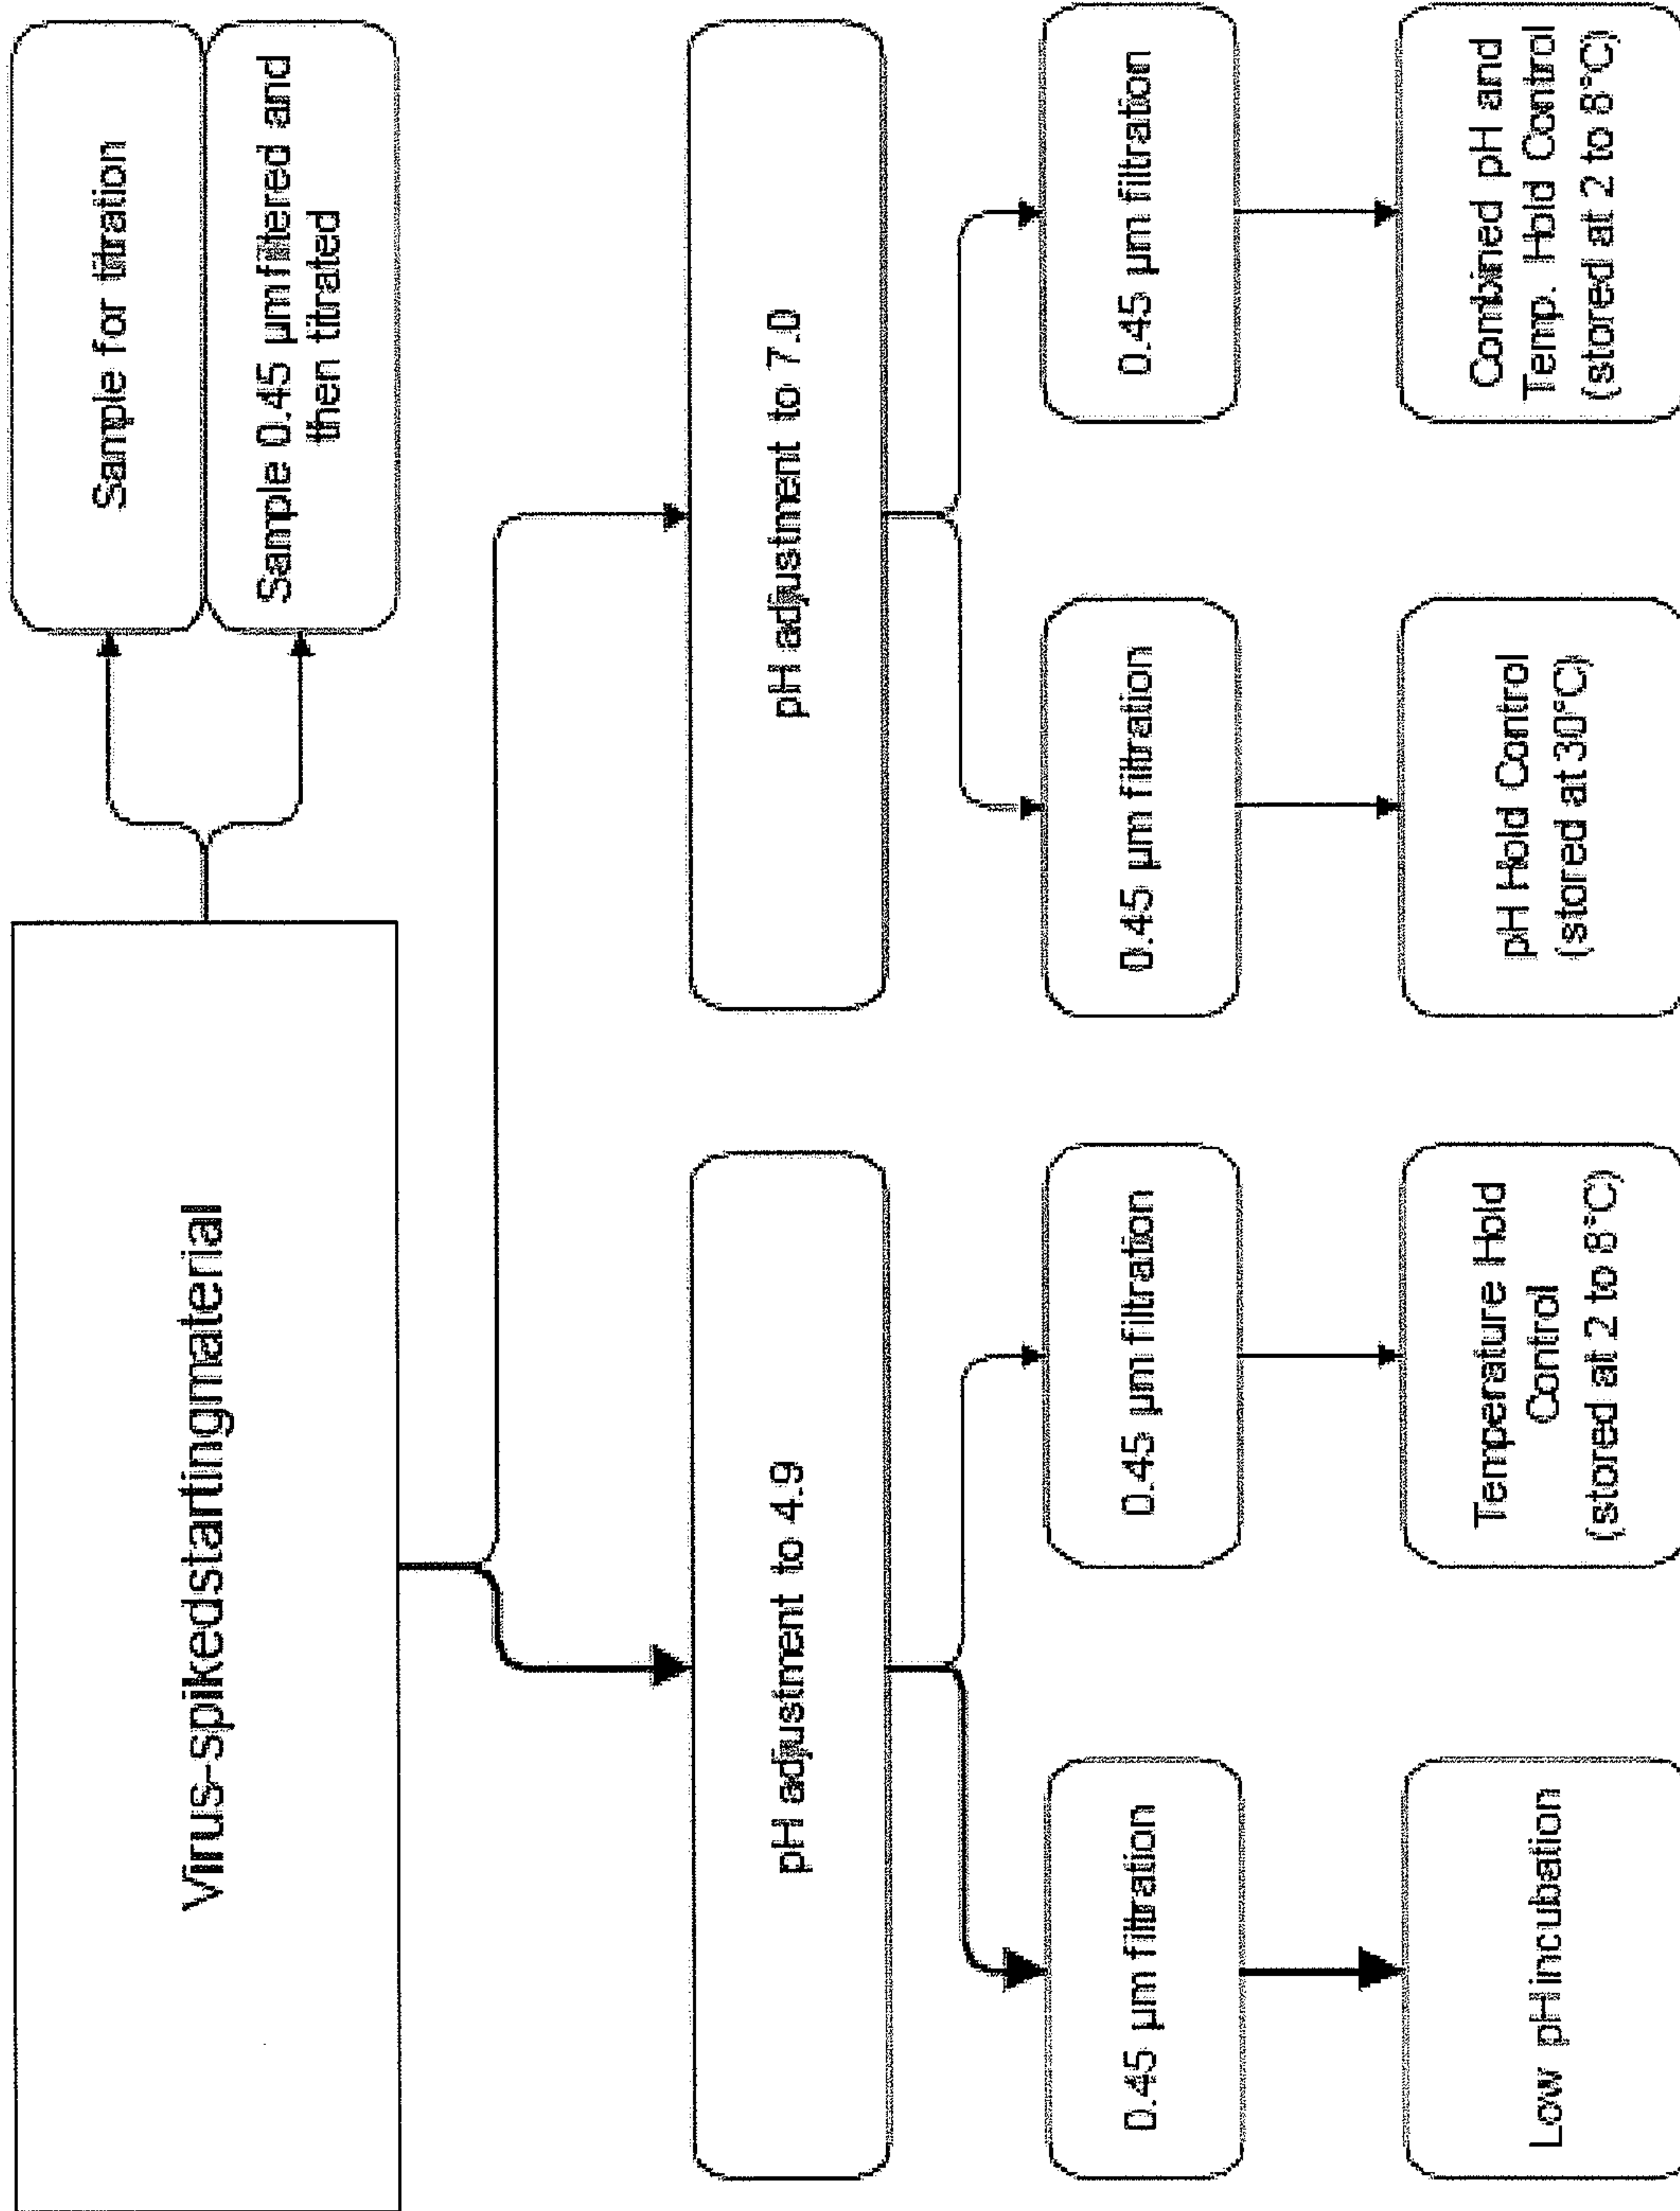 Virus-spikedstartingmaterial
Sample for titration
Sample 0.45 µm filtered and
then titrated
pH adjustment to 4.9
pH adjustment to 7.0
0.45 µm filtration
0.45 µm filtration
0.45 µm filtration
0.45 µm filtration
Low pH incubation
Temperature Hold
Control
(stored at 2 to 8°C)
pH Hold Control
(stored at 30°C)
Combined pH and
Temp. Hold Control
(stored at 2 to 8°C)